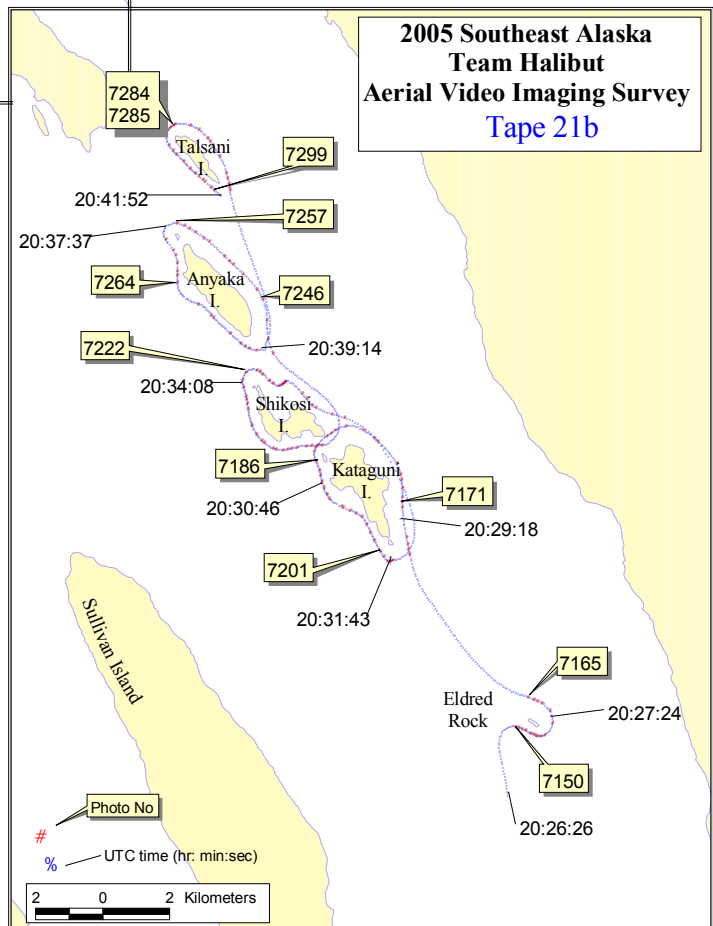 2005 Southeast Alaska
Team Halibut
Aerial Video Imaging Survey
Tape 21b
7284
7285
Talsani
I.
7299
20:41:52
7257
20:37:37
7264
Anyaka
I.
7246
7222
20:39:14
20:34:08
Shikosi
I.
7186
Kataguni
I.
7171
20:30:46
20:29:18
7201
20:31:43
Sullivan Island
7165
Eldred
Rock
20:27:24
7150
20:26:26
Photo No
#
% UTC time (hr: min:sec)
2 0 2 Kilometers